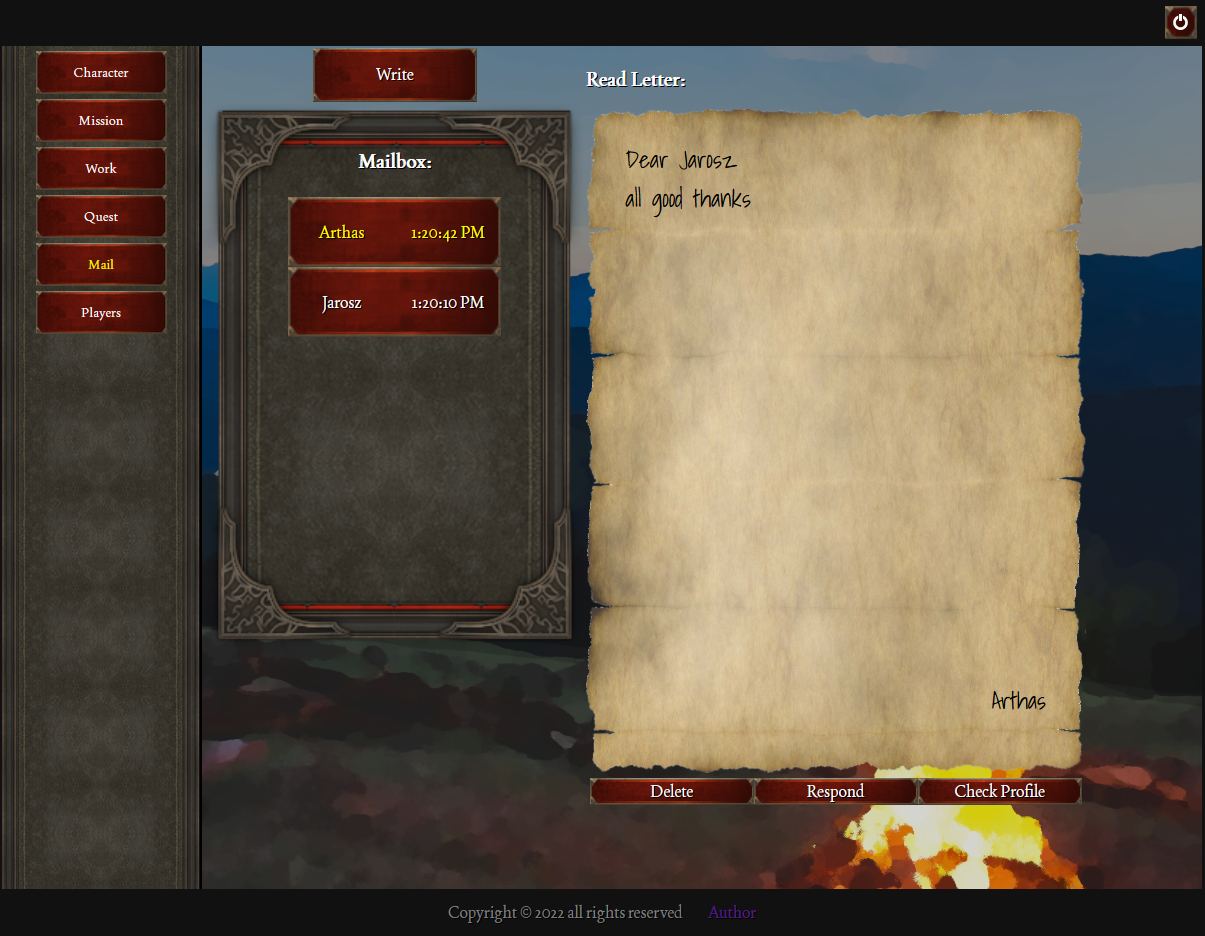 Character
Mission
Work
Quest
Mail
Players
Write
Mailbox:
Arthas 1:20:42 PM
Jarosz 1:20:10 PM
Read Letter:
Dear Jarosz
all good thanks
Arthas
Delete Respond Check Profile
Copyright © 2022 all rights reserved Author